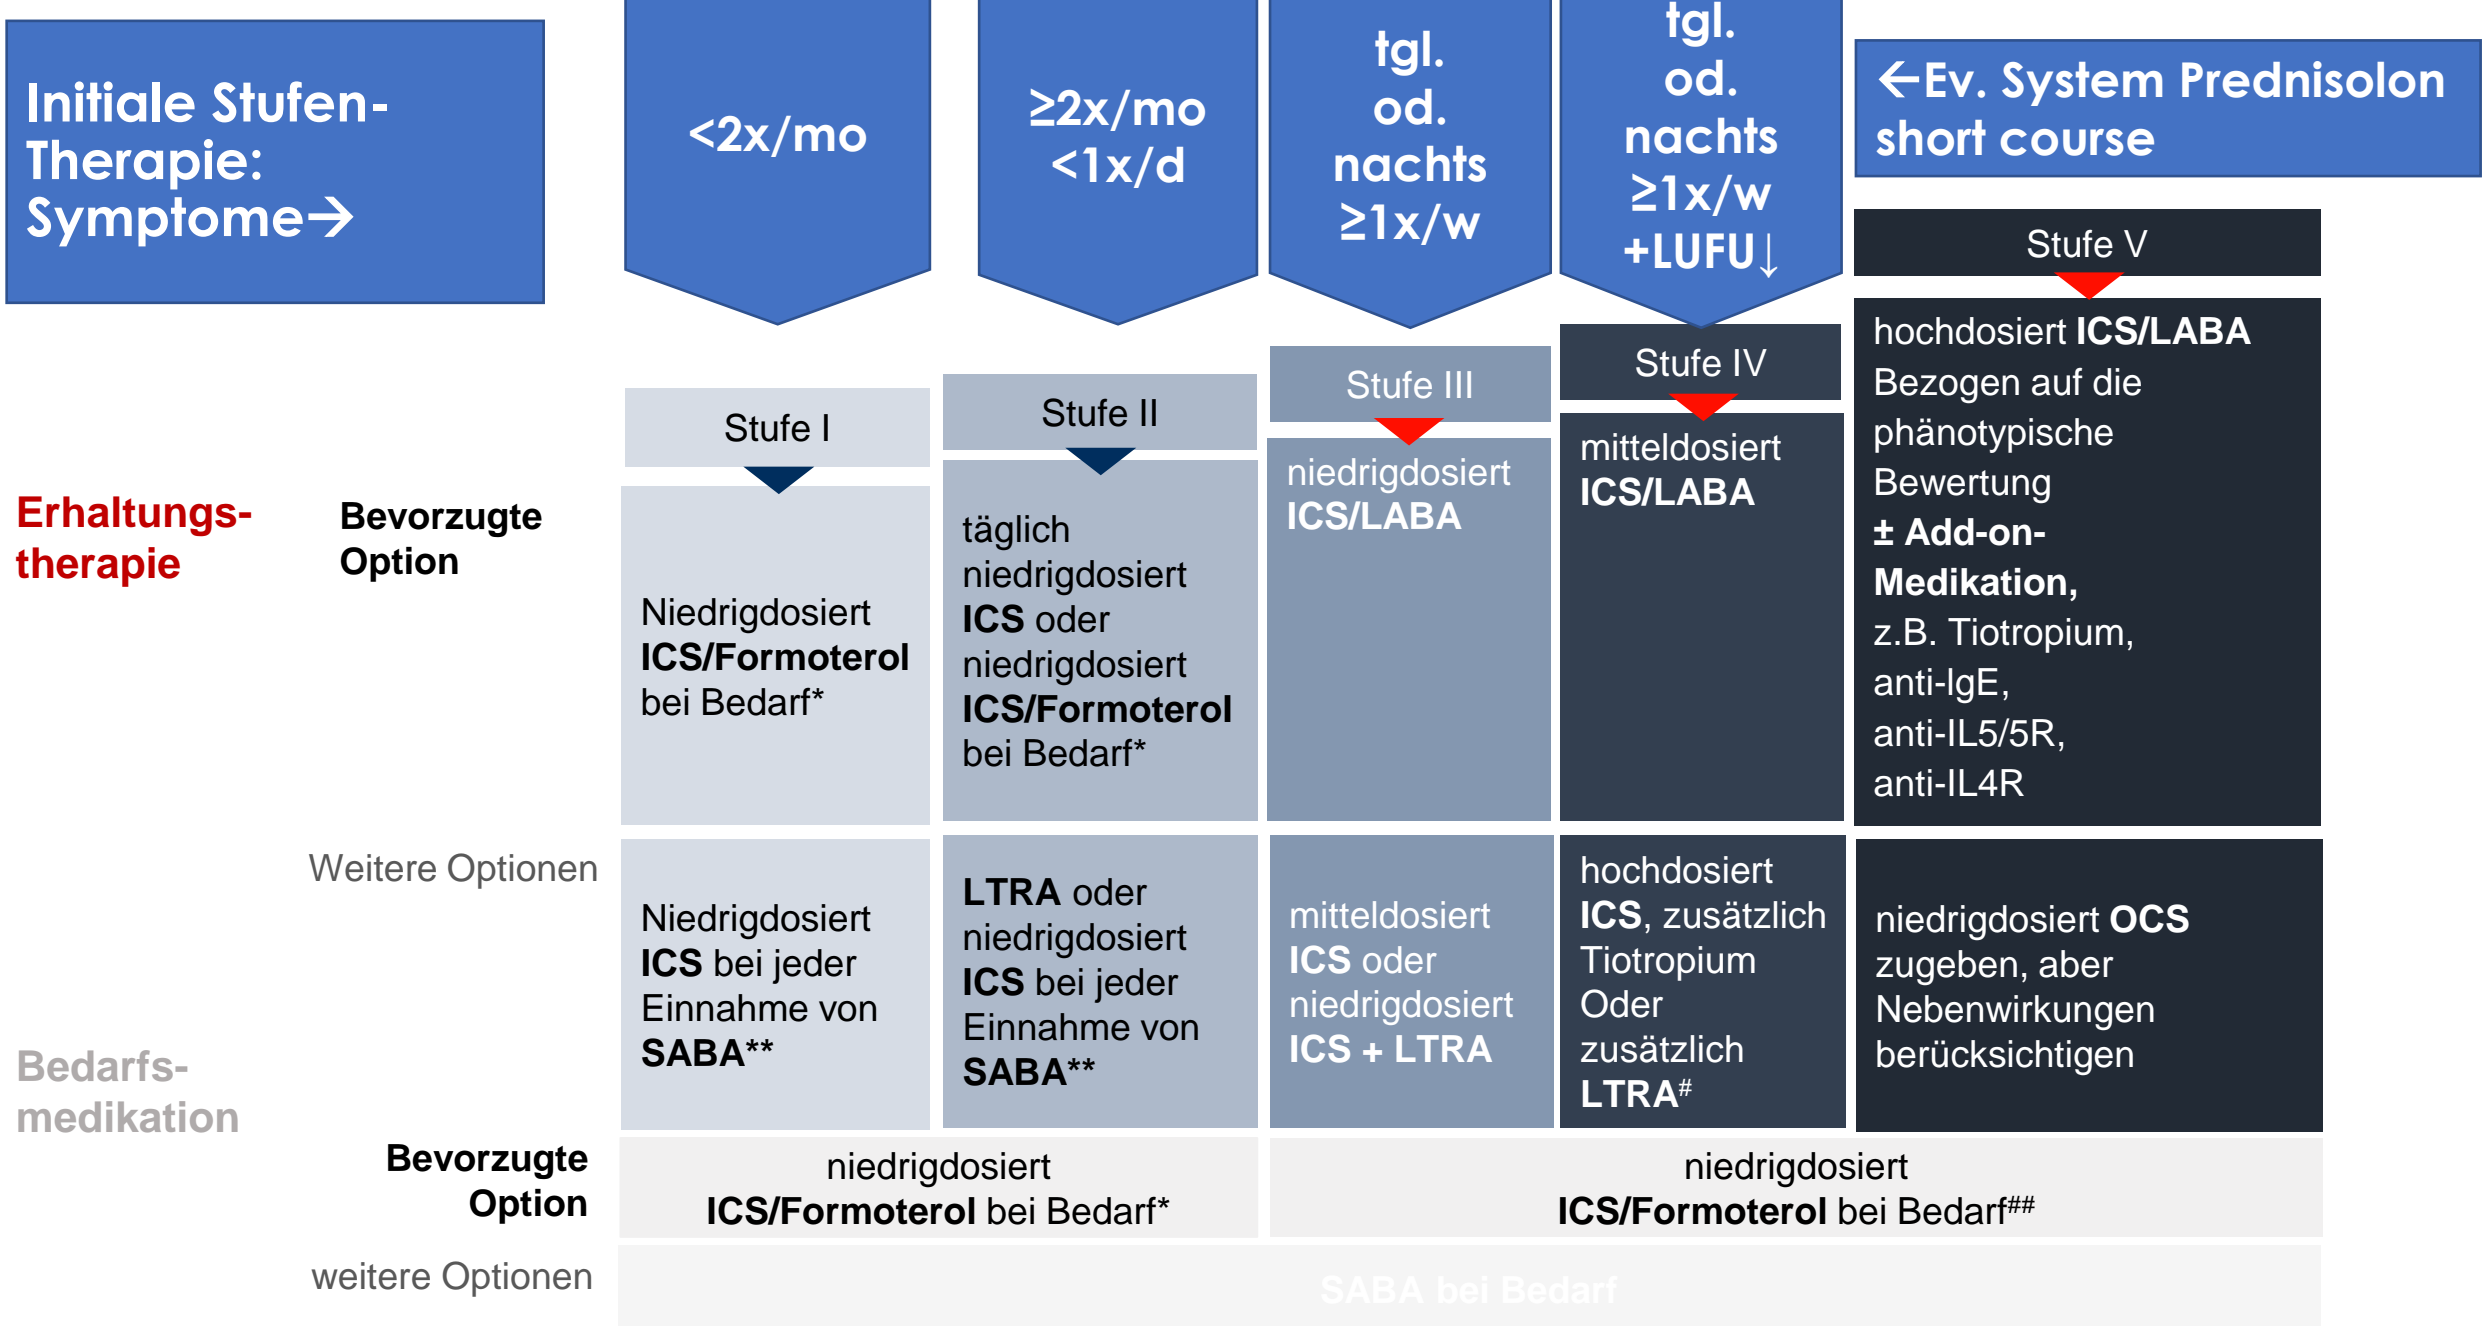 Initiale Stufen-
Therapie:
Symptome→
<2x/mo
≥2x/mo
<1x/d
tgl.
od.
nachts
≥1x/w
tgl.
od.
nachts
≥1x/w
+LUFU↓
←Ev. System Prednisolon
short course
Stufe I
Stufe II
Stufe III
Stufe IV
Stufe V
Erhaltungs-
therapie
Bevorzugte
Option
Niedrigdosiert
ICS/Formoterol
bei Bedarf*
täglich
niedrigdosiert
ICS oder
niedrigdosiert
ICS/Formoterol
bei Bedarf*
niedrigdosiert
ICS/LABA
mitteldosiert
ICS/LABA
hochdosiert ICS/LABA
Bezogen auf die
phänotypische
Bewertung
± Add-on-
Medikation,
z.B. Tiotropium,
anti-IgE,
anti-IL5/5R,
anti-IL4R
Weitere Optionen
Niedrigdosiert
ICS bei jeder
Einnahme von
SABA**
LTRA oder
niedrigdosiert
ICS bei jeder
Einnahme von
SABA**
mitteldosiert
ICS oder
niedrigdosiert
ICS + LTRA
hochdosiert
ICS, zusätzlich
Tiotropium
Oder
zusätzlich
LTRA#
niedrigdosiert OCS
zugeben, aber
Nebenwirkungen
berücksichtigen
Bedarfs-
medikation
Bevorzugte
Option
niedrigdosiert
ICS/Formoterol bei Bedarf*
niedrigdosiert
ICS/Formoterol bei Bedarf##
weitere Optionen
SABA bei Bedarf